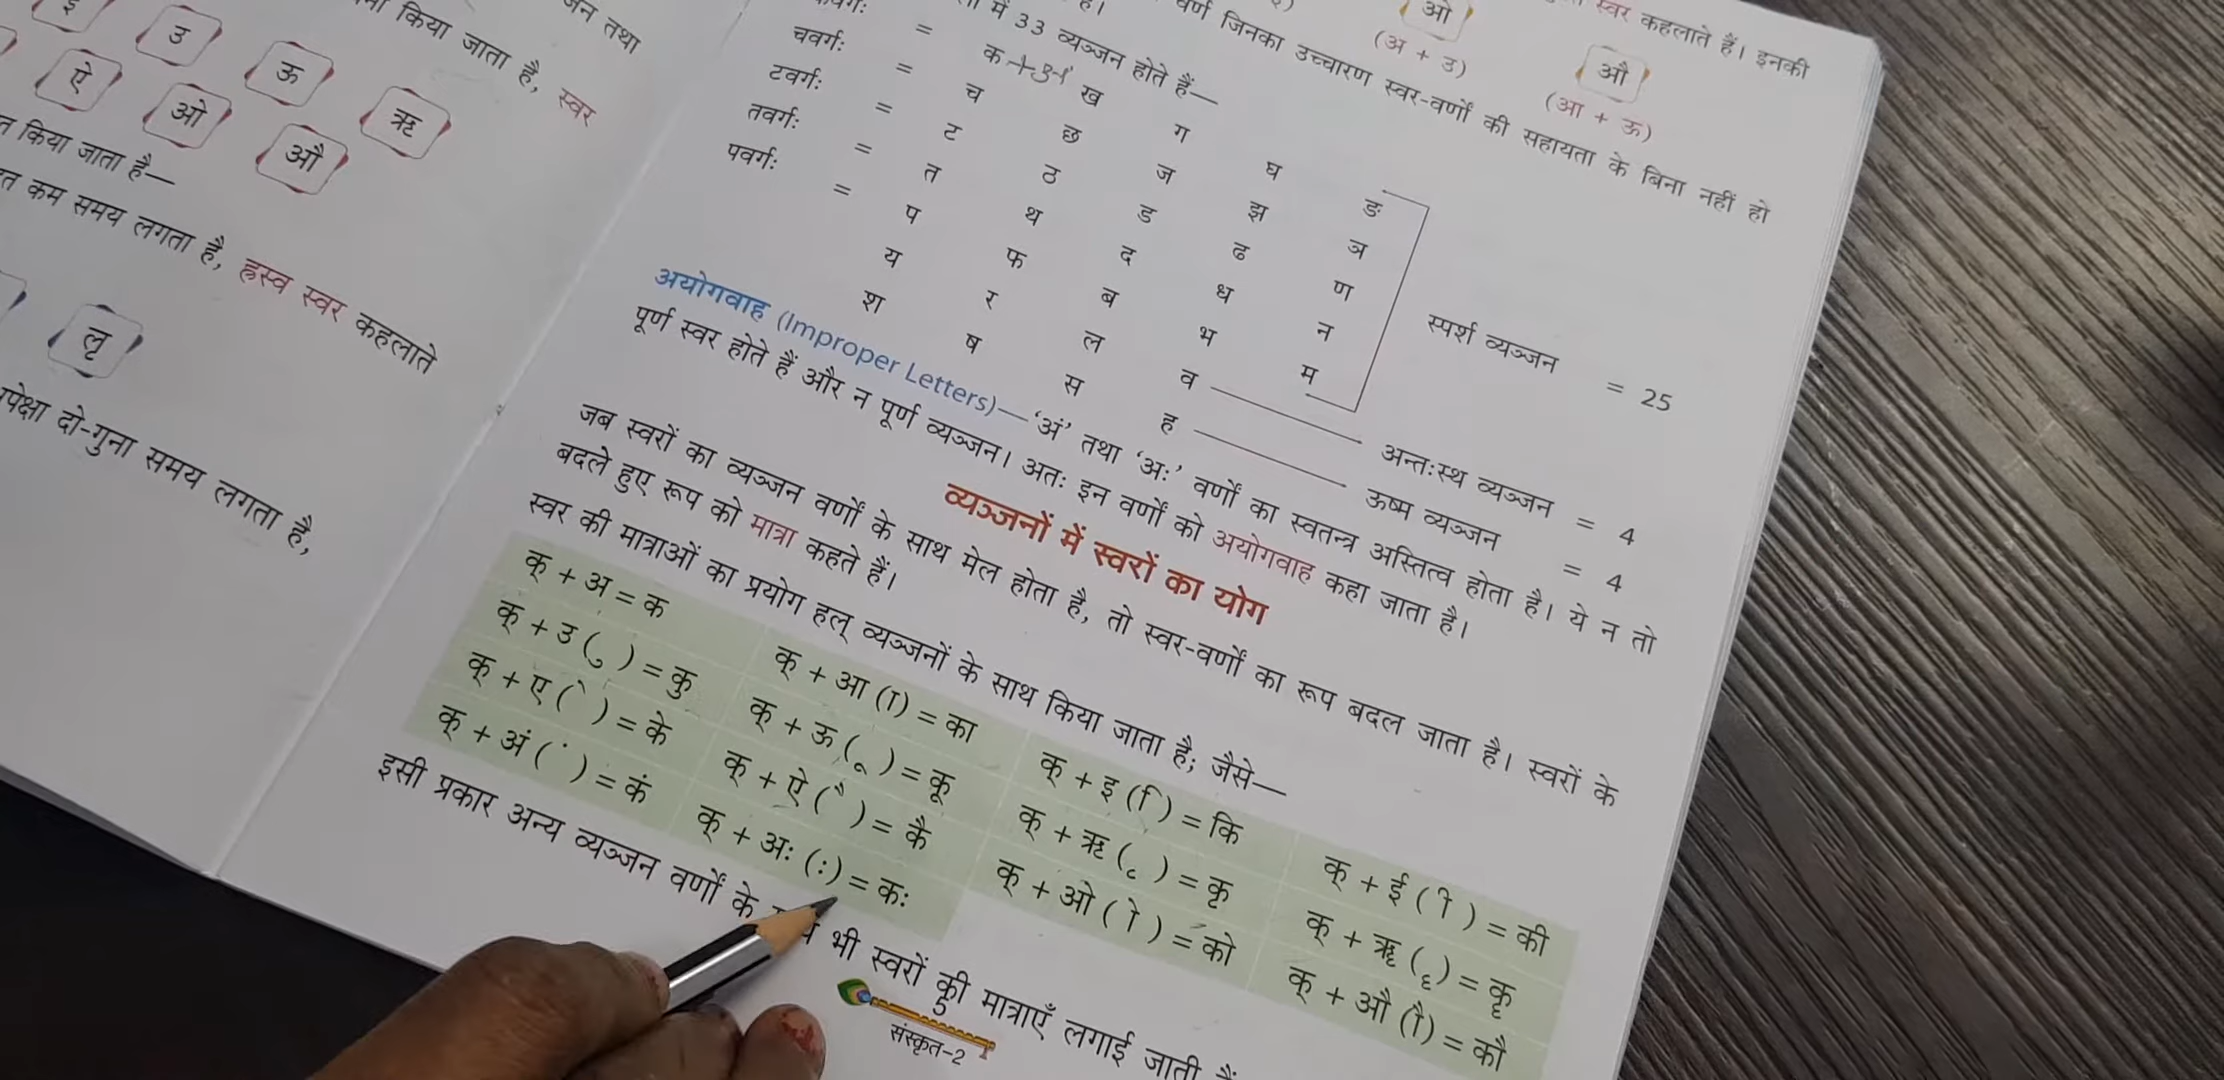 जन तथा
किया जाता है, स्वर
इ
उ
ऊ
ऋ
ऐ
ओ
औ
त किया जाता है—
कम समय लगता है, ह्रस्व स्वर कहलाते
लृ
दो-गुना समय लगता है,
स्वर कहलाते हैं। इनकी
ओ
औ
(अ + उ)
(आ + ऊ)
वर्ण जिनका उच्चारण स्वर-वर्णों की सहायता के बिना नहीं हो
है।
में 33 व्यञ्जन होते हैं—
= क +अ ख ग घ ङ
चवर्गः = च छ ज झ ञ
टवर्गः = ट ठ ड ढ ण
तवर्गः = त थ द ध न
पवर्गः = प फ ब भ म
स्पर्श व्यञ्जन = 25
य र ल व
अन्तःस्थ व्यञ्जन = 4
श ष स ह
ऊष्म व्यञ्जन = 4
अयोगवाह (Improper Letters)—‘अं’ तथा ‘अः’ वर्णों का स्वतन्त्र अस्तित्व होता है। ये न तो
पूर्ण स्वर होते हैं और न पूर्ण व्यञ्जन। अतः इन वर्णों को अयोगवाह कहा जाता है।
व्यञ्जनों में स्वरों का योग
जब स्वरों का व्यञ्जन वर्णों के साथ मेल होता है, तो स्वर-वर्णों का रूप बदल जाता है। स्वरों के
बदले हुए रूप को मात्रा कहते हैं।
स्वर की मात्राओं का प्रयोग हल् व्यञ्जनों के साथ किया जाता है; जैसे—
क् + अ = क क् + आ (ा) = का क् + इ (ि) = कि क् + ई (ी) = की
क् + उ (ु) = कु क् + ऊ (ू) = कू क् + ऋ (ृ) = कृ क् + ॠ (ॄ) = कॄ
क् + ए (े) = के क् + ऐ (ै) = कै क् + ओ (ो) = को क् + औ (ौ) = कौ
क् + अं (ं) = कं क् + अः (ः) = कः
इसी प्रकार अन्य व्यञ्जन वर्णों के भी स्वरों की मात्राएँ लगाई जाती हैं
संस्कृत-2